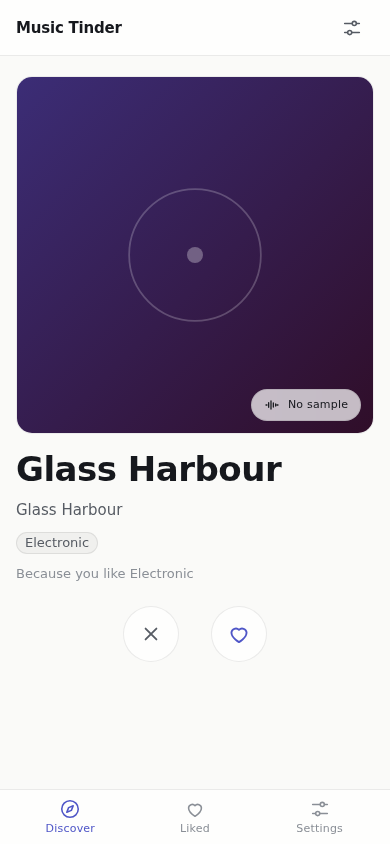 Music Tinder
No sample
Glass Harbour
Glass Harbour
Electronic
Because you like Electronic
Discover
Liked
Settings